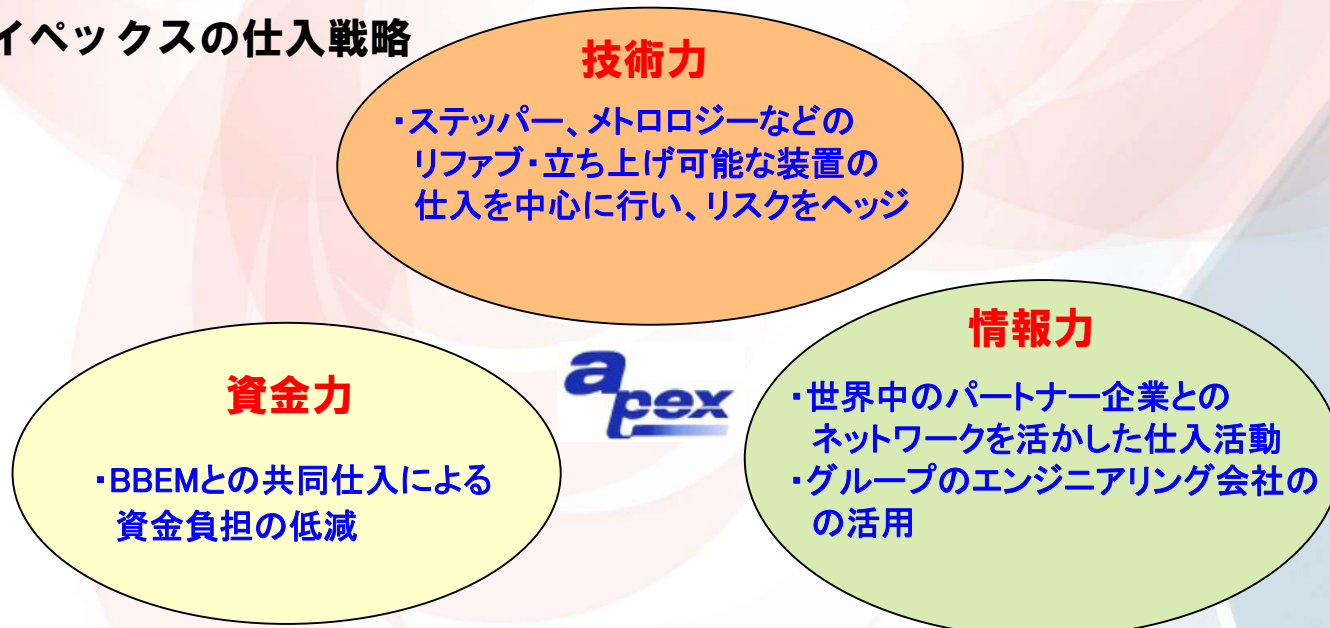 イペックスの仕入戦略
技術力
・ステッパー、メトロロジーなどの
リファブ・立ち上げ可能な装置の
仕入を中心に行い、リスクをヘッジ
資金力
・BBEMとの共同仕入による
資金負担の低減
apex
情報力
・世界中のパートナー企業との
ネットワークを活かした仕入活動
・グループのエンジニアリング会社の
の活用